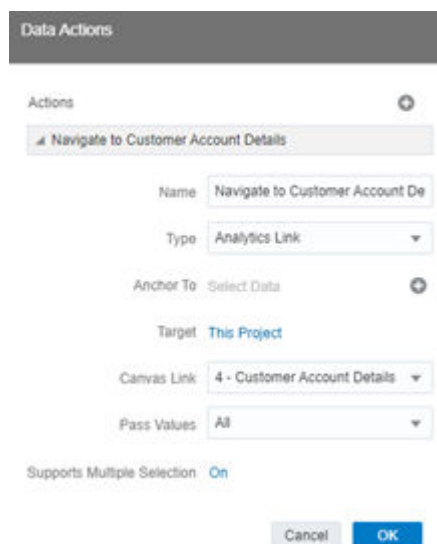 Data Actions
Actions
Navigate to Customer Account Details
Name Navigate to Customer Account De
Type Analytics Link
Anchor To Select Data
Target This Project
Canvas Link 4 - Customer Account Details
Pass Values All
Supports Multiple Selection On
Cancel OK